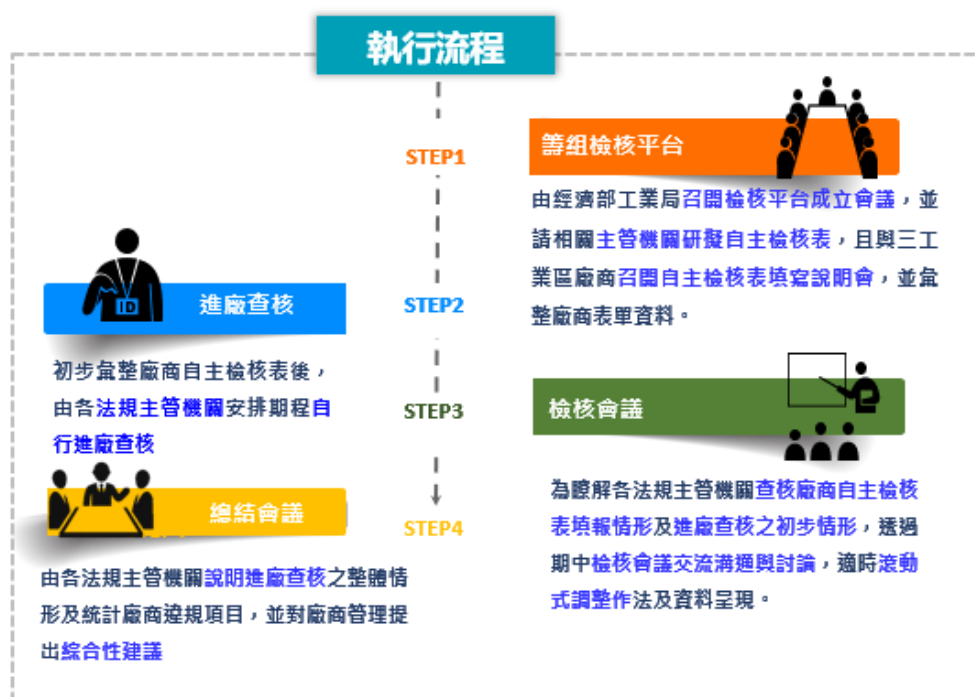 執行流程
STEP1
籌組檢核平台
由經濟部工業局召開檢核平台成立會議，並
請相關主管機關研擬自主檢核表，且與三工
業區廠商召開自主檢核表填寫說明會，並彙
整廠商表單資料。
STEP2
ID
進廠查核
初步彙整廠商自主檢核表後，
由各法規主管機關安排期程自
行進廠查核
STEP3
檢核會議
為瞭解各法規主管機關查核廠商自主檢核
表填報情形及進廠查核之初步情形，透過
期中檢核會議交流溝通與討論，適時滾動
式調整作法及資料呈現。
STEP4
總結會議
由各法規主管機關說明進廠查核之整體情
形及統計廠商違規項目，並對廠商管理提
出綜合性建議